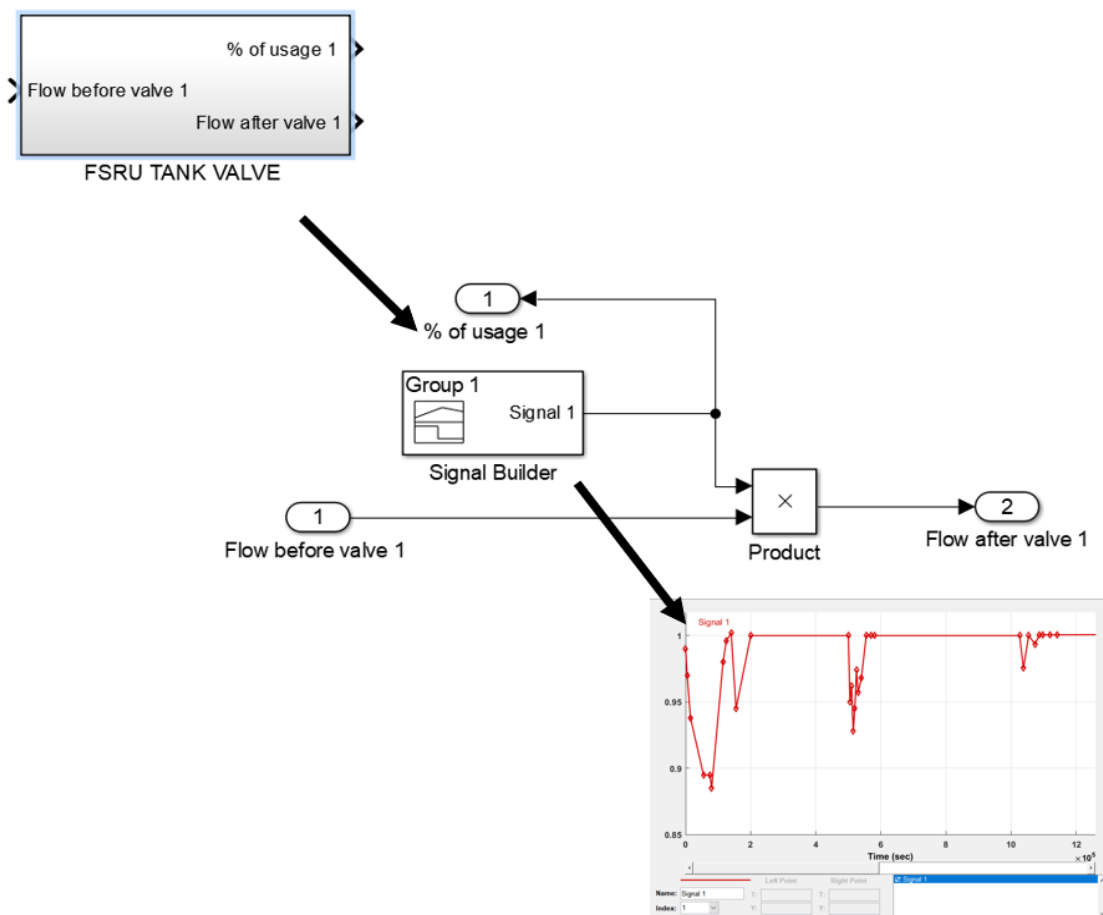 % of usage 1
Flow before valve 1
Flow after valve 1
FSRU TANK VALVE
1
% of usage 1
Group 1
Signal 1
Signal Builder
1
Flow before valve 1
×
Product
2
Flow after valve 1
Signal 1
1
0.95
0.9
0.85
0 2 4 6 8 10 12
Time (sec)
×10⁵
Left Point Right Point
Signal 1
Name: Signal 1 T: T:
Index: 1 Y: Y: